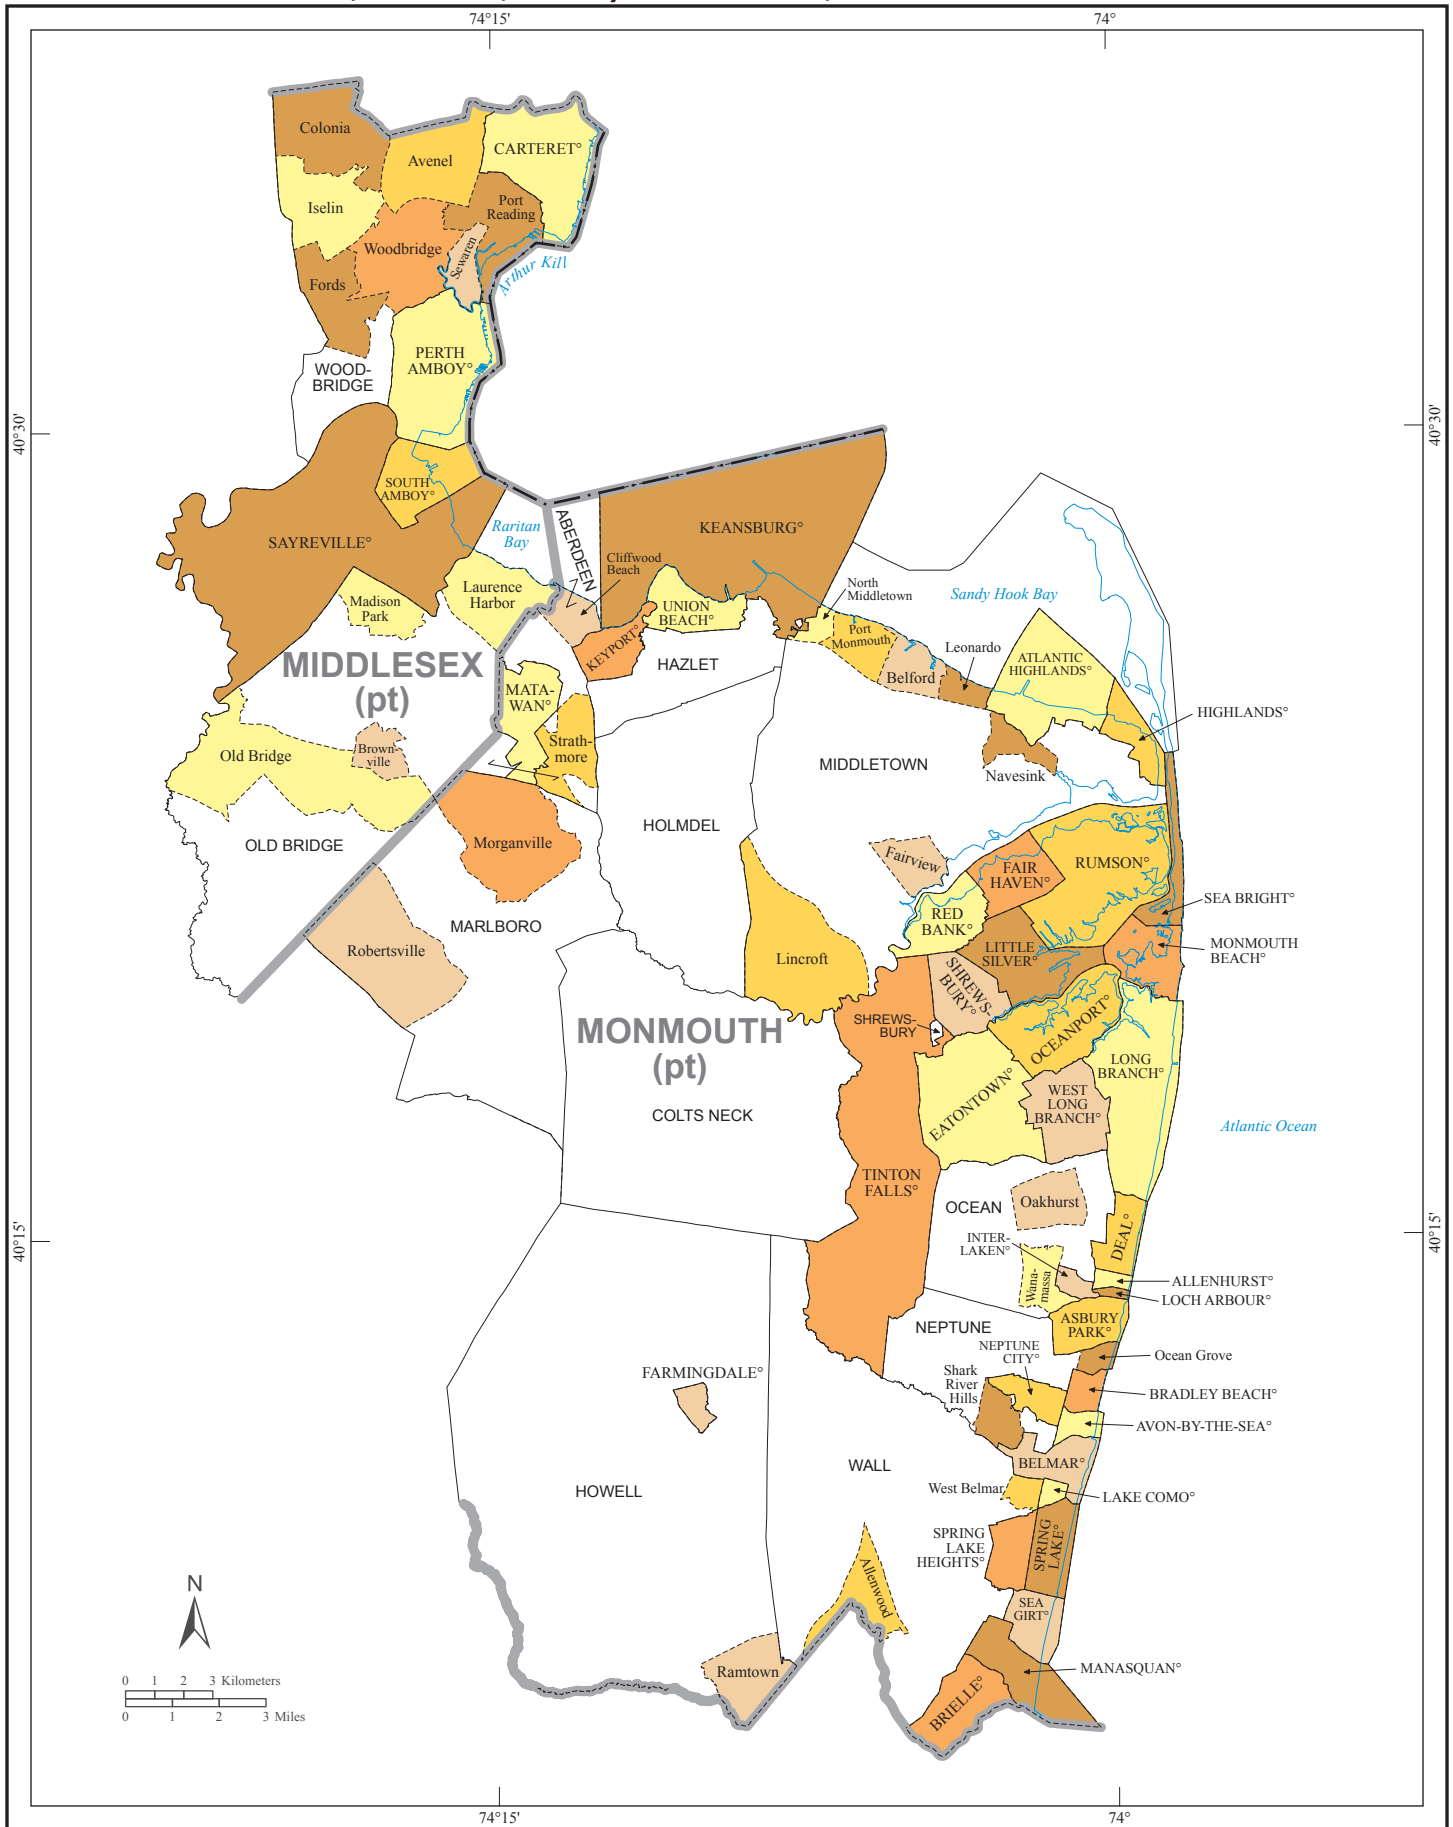 74°15'
74°
Colonia
Avenel
CARTERET°
Iselin
Port
Reading
Woodbridge
Sewaren
Arthur Kill
Fords
PERTH
AMBOY°
WOOD-
BRIDGE
40°30'
40°30'
SOUTH
AMBOY°
SAYREVILLE°
Raritan
Bay
ABERDEEN
KEANSBURG°
Cliffwood
Beach
Laurence
Harbor
Madison
Park
UNION
BEACH°
North
Middletown
Sandy Hook Bay
KEYPORT°
Port
Monmouth
HAZLET
Leonardo
Belford
ATLANTIC
HIGHLANDS°
MIDDLESEX
(pt)
MATA-
WAN°
HIGHLANDS°
Strath-
more
Old Bridge
Brown-
ville
MIDDLETOWN
Navesink
HOLMDEL
OLD BRIDGE
Morganville
Fairview
FAIR
HAVEN°
RUMSON°
SEA BRIGHT°
RED
BANK°
MARLBORO
Robertsville
Lincroft
LITTLE
SILVER°
MONMOUTH
BEACH°
SHREWS-
BURY°
SHREWS-
BURY
MONMOUTH
(pt)
OCEANPORT°
LONG
BRANCH°
EATONTOWN°
WEST
LONG
BRANCH°
COLTS NECK
Atlantic Ocean
TINTON
FALLS°
OCEAN
Oakhurst
40°15'
40°15'
INTER-
LAKEN°
DEAL°
Wana-
massa
ALLENHURST°
LOCH ARBOUR°
ASBURY
PARK°
NEPTUNE
NEPTUNE
CITY°
Ocean Grove
Shark
River
Hills
FARMINGDALE°
BRADLEY BEACH°
AVON-BY-THE-SEA°
BELMAR°
WALL
HOWELL
West Belmar
LAKE COMO°
SPRING
LAKE
HEIGHTS°
SPRING
LAKE°
Allenwood
SEA
GIRT°
N
Ramtown
MANASQUAN°
BRIELLE°
0 1 2 3 Kilometers
0 1 2 3 Miles
74°15'
74°